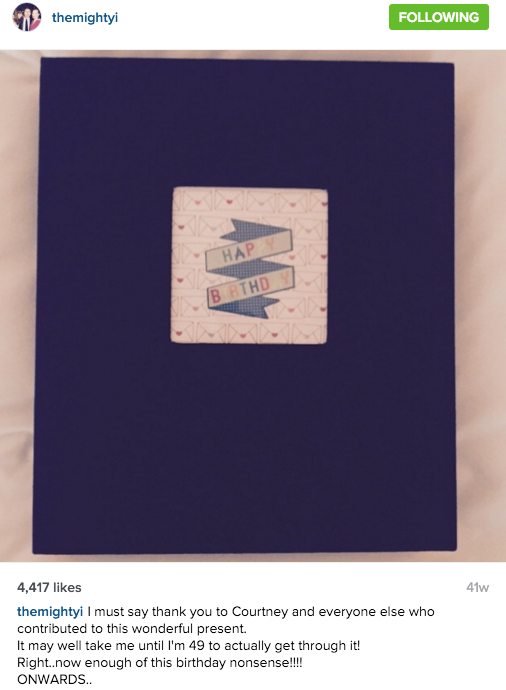 themightyi
FOLLOWING
HAPPY
BIRTHDAY
4,417 likes
41w
themightyi I must say thank you to Courtney and everyone else who
contributed to this wonderful present.
It may well take me until I'm 49 to actually get through it!
Right..now enough of this birthday nonsense!!!!
ONWARDS..